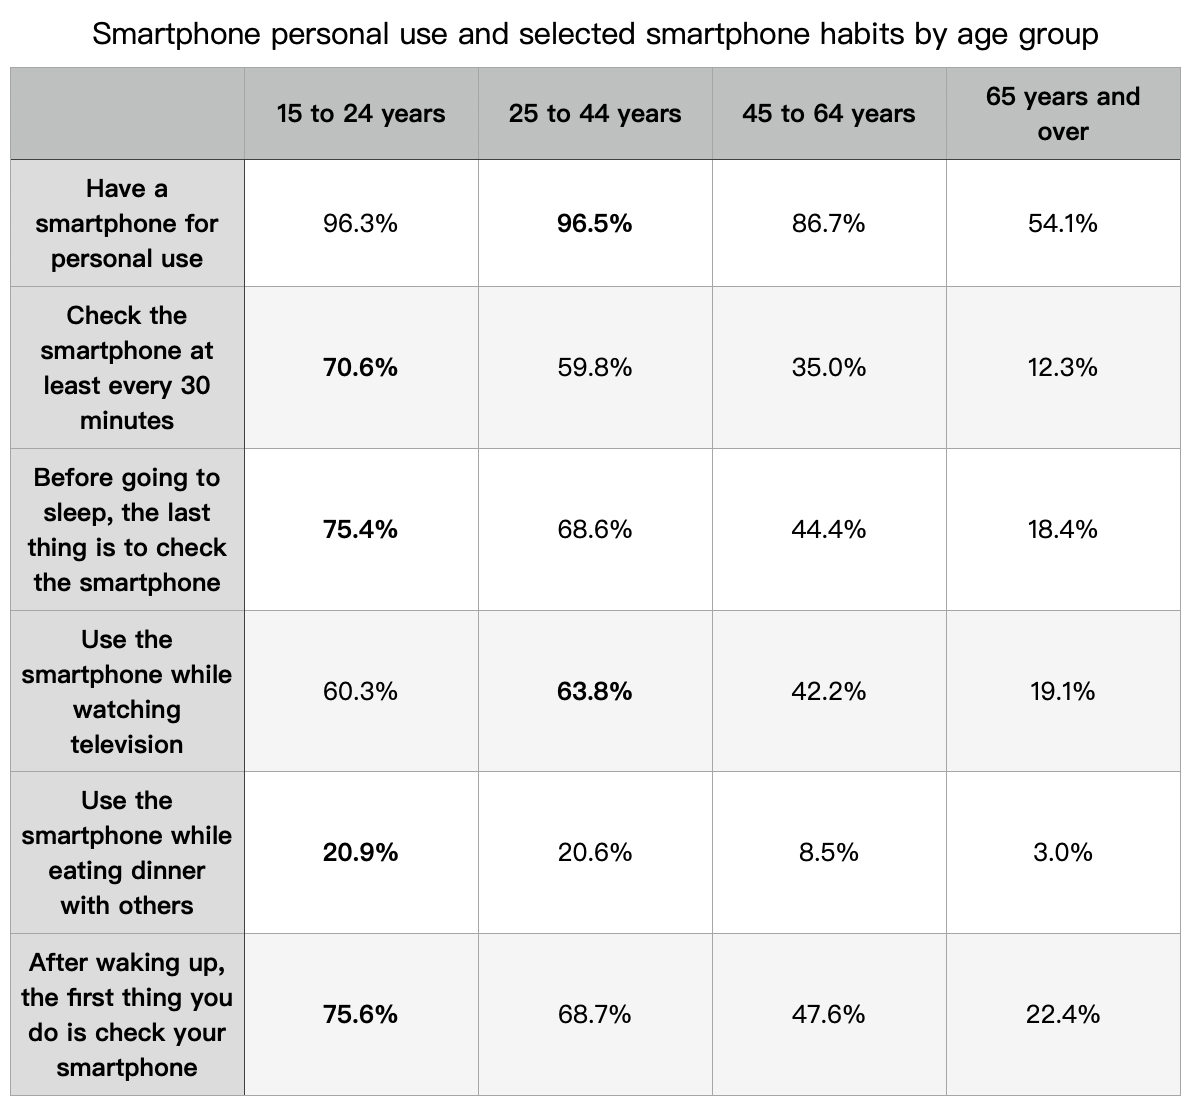 Smartphone personal use and selected smartphone habits by age group
15 to 24 years
25 to 44 years
45 to 64 years
65 years and
over
Have a
smartphone for
personal use
96.3%
96.5%
86.7%
54.1%
Check the
smartphone at
least every 30
minutes
70.6%
59.8%
35.0%
12.3%
Before going to
sleep, the last
thing is to check
the smartphone
75.4%
68.6%
44.4%
18.4%
Use the
smartphone while
watching
television
60.3%
63.8%
42.2%
19.1%
Use the
smartphone while
eating dinner
with others
20.9%
20.6%
8.5%
3.0%
After waking up,
the first thing you
do is check your
smartphone
75.6%
68.7%
47.6%
22.4%